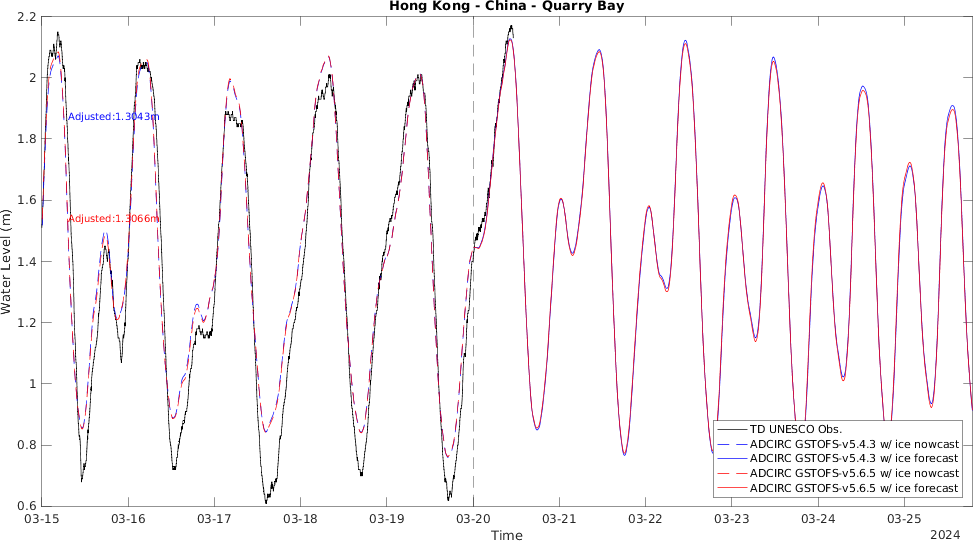 Hong Kong - China - Quarry Bay
2.2
2
1.8
1.6
1.4
1.2
1
0.8
0.6
Water Level (m)
Adjusted:1.3043m
Adjusted:1.3066m
TD UNESCO Obs.
ADCIRC GSTOFS-v5.4.3 w/ ice nowcast
ADCIRC GSTOFS-v5.4.3 w/ ice forecast
ADCIRC GSTOFS-v5.6.5 w/ ice nowcast
ADCIRC GSTOFS-v5.6.5 w/ ice forecast
03-15 03-16 03-17 03-18 03-19 03-20 03-21 03-22 03-23 03-24 03-25
Time
2024